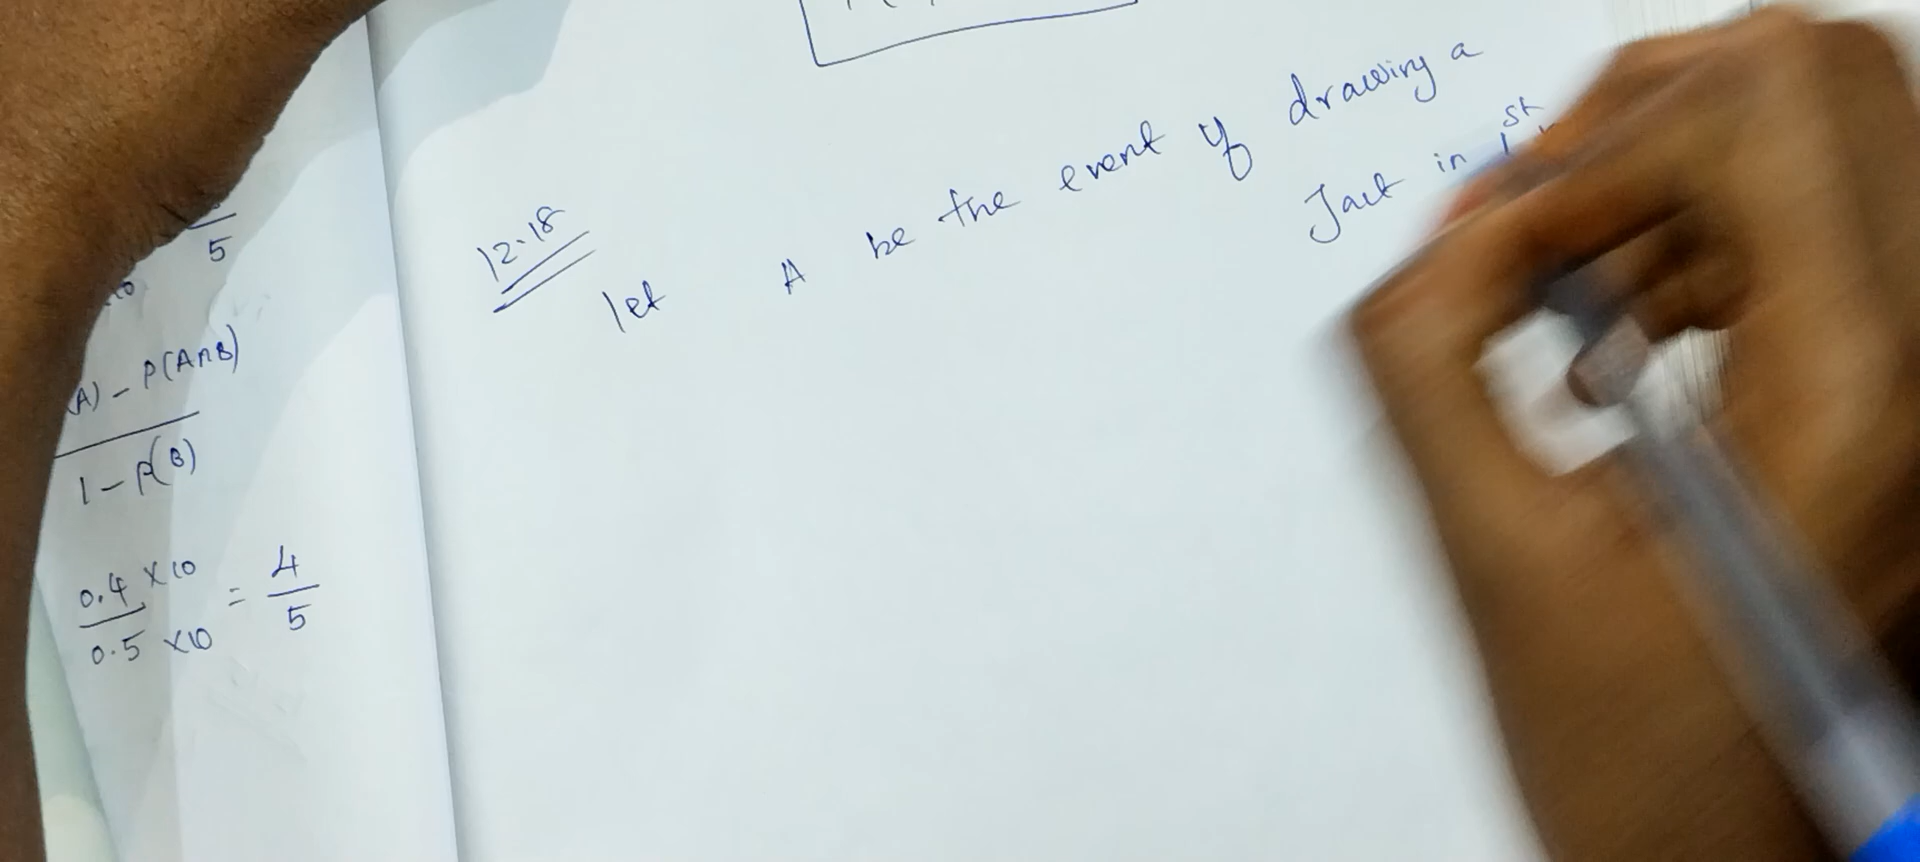 5
A) - P(A∩B)
1 - P(B)
0.4 × 10 = 4
0.5 × 10 5
12.18
let A be the event of drawing a
Jack in 1st